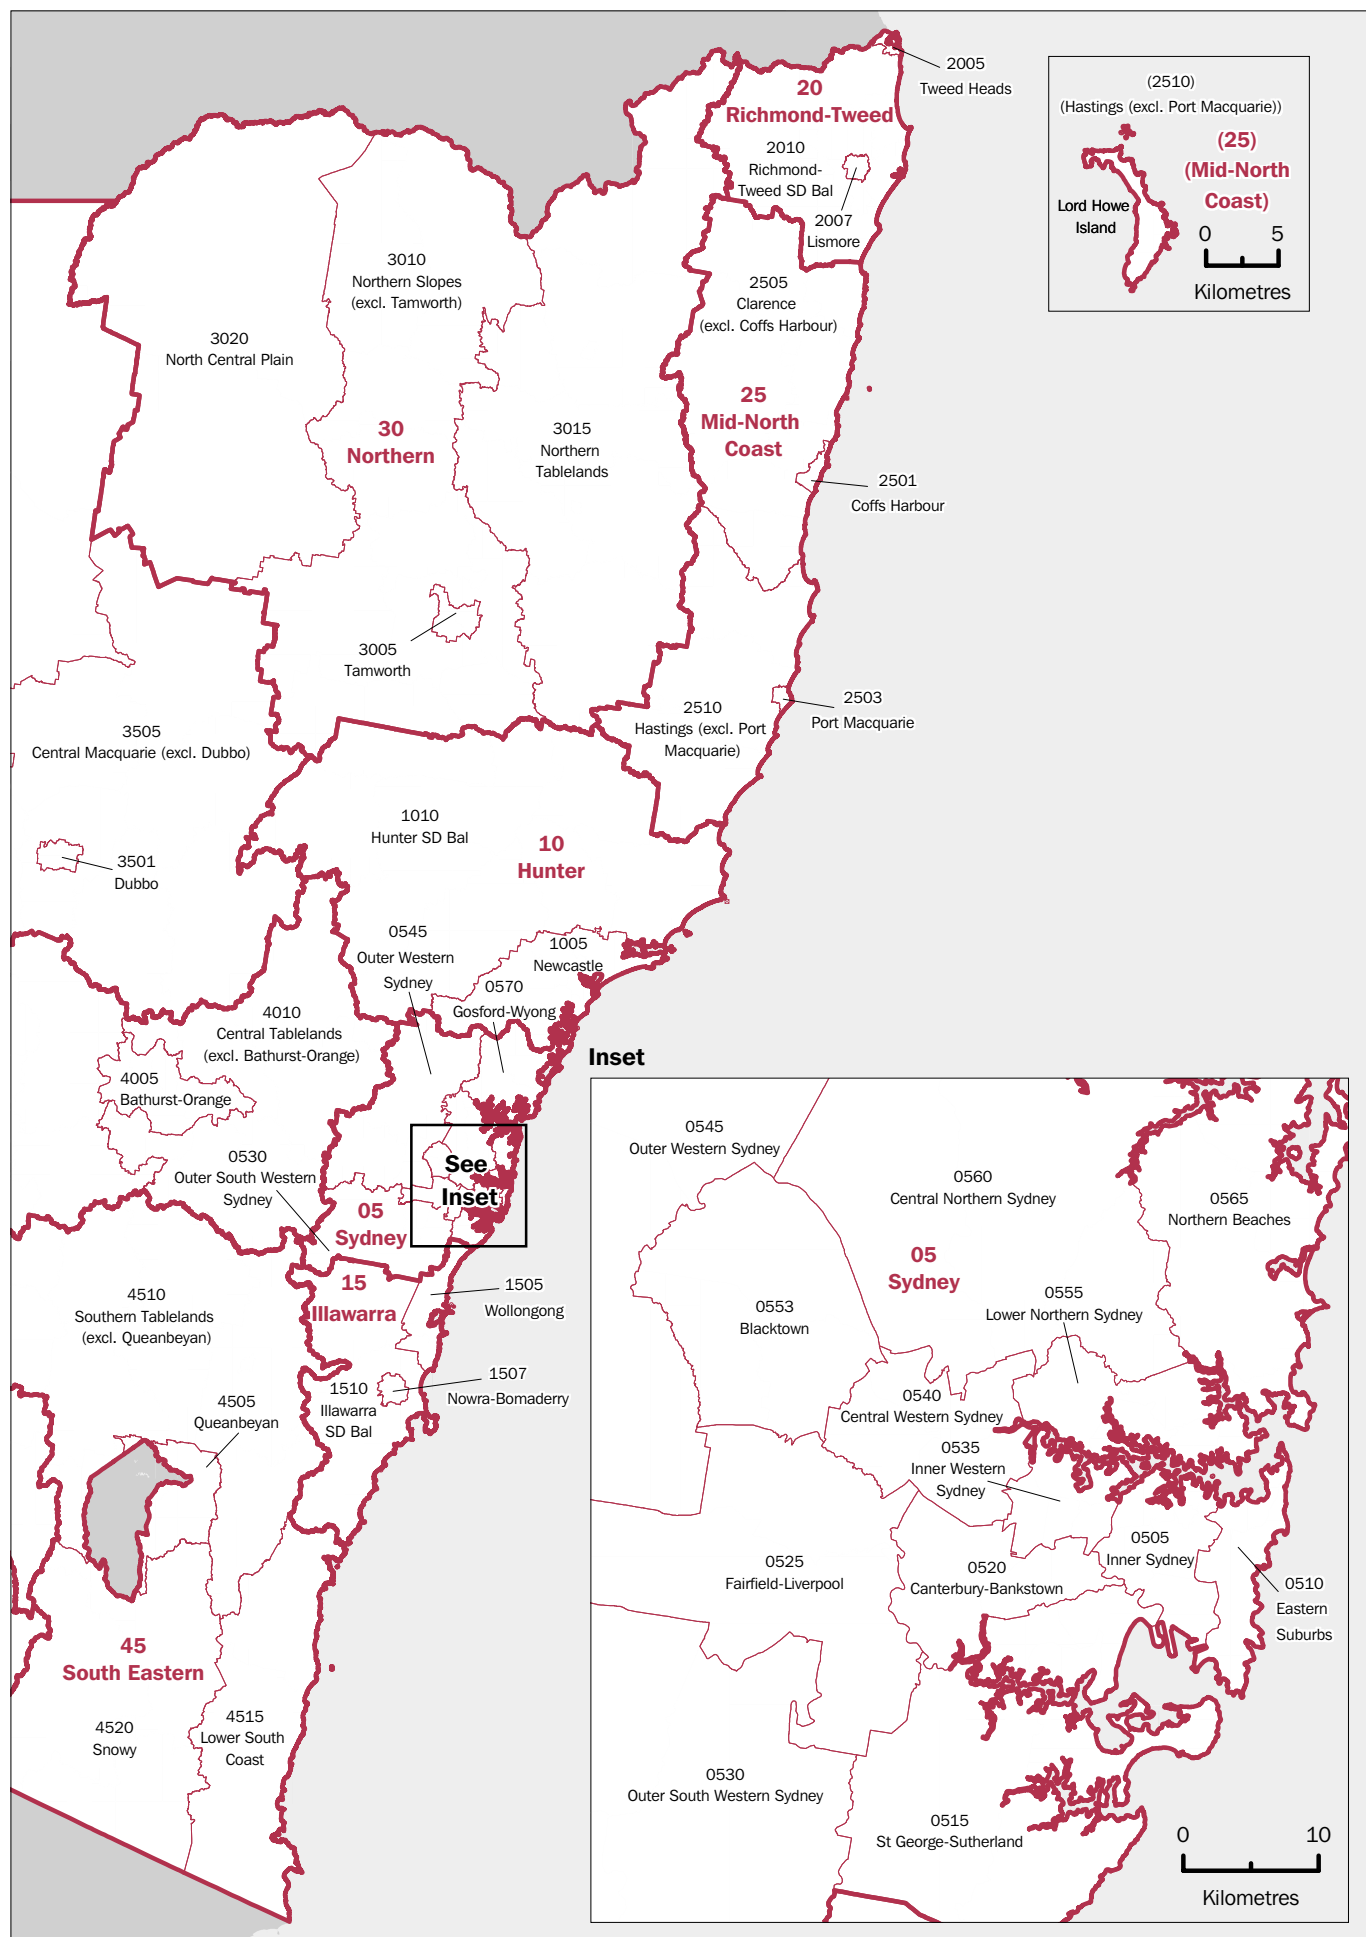 2005
Tweed Heads
20
Richmond-Tweed
2010
Richmond-
Tweed SD Bal
2007
Lismore
(2510)
(Hastings (excl. Port Macquarie))
(25)
(Mid-North
Coast)
Lord Howe
Island
0 5
Kilometres
3010
Northern Slopes
(excl. Tamworth)
2505
Clarence
(excl. Coffs Harbour)
3020
North Central Plain
25
Mid-North
Coast
30
Northern
3015
Northern
Tablelands
2501
Coffs Harbour
3005
Tamworth
2503
Port Macquarie
2510
Hastings (excl. Port
Macquarie)
3505
Central Macquarie (excl. Dubbo)
1010
Hunter SD Bal
10
Hunter
3501
Dubbo
0545
Outer Western
Sydney
1005
Newcastle
0570
Gosford-Wyong
4010
Central Tablelands
(excl. Bathurst-Orange)
4005
Bathurst-Orange
0530
Outer South Western
Sydney
See
Inset
05
Sydney
15
Illawarra
1505
Wollongong
4510
Southern Tablelands
(excl. Queanbeyan)
1507
Nowra-Bomaderry
1510
Illawarra
SD Bal
4505
Queanbeyan
45
South Eastern
4520
Snowy
4515
Lower South
Coast
Inset
0545
Outer Western Sydney
0560
Central Northern Sydney
0565
Northern Beaches
05
Sydney
0553
Blacktown
0555
Lower Northern Sydney
0540
Central Western Sydney
0535
Inner Western
Sydney
0505
Inner Sydney
0525
Fairfield-Liverpool
0520
Canterbury-Bankstown
0510
Eastern
Suburbs
0530
Outer South Western Sydney
0515
St George-Sutherland
0 10
Kilometres